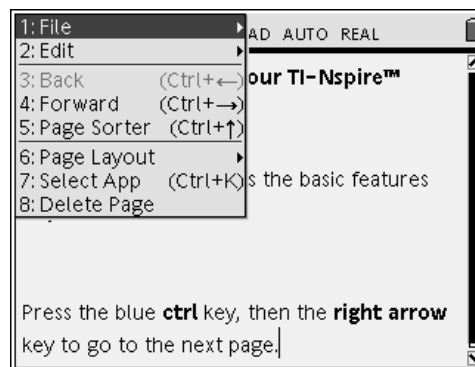 1: File
AD AUTO REAL
2: Edit
3: Back (Ctrl+←)
our TI-Nspire™
4: Forward (Ctrl+→)
5: Page Sorter (Ctrl+↑)
6: Page Layout
7: Select App (Ctrl+K)
s the basic features
8: Delete Page
Press the blue ctrl key, then the right arrow
key to go to the next page.